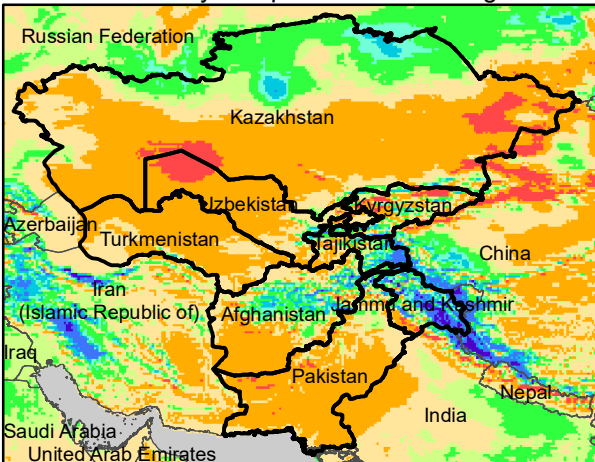 Russian Federation
Kazakhstan
Izbekistan
Kyrgyzstan
Azerbaijan
Turkmenistan
Tajikistan
China
Iran
(Islamic Republic of)
Afghanistan
Jammu and Kashmir
Iraq
Pakistan
Nepal
India
Saudi Arabia
United Arab Emirates